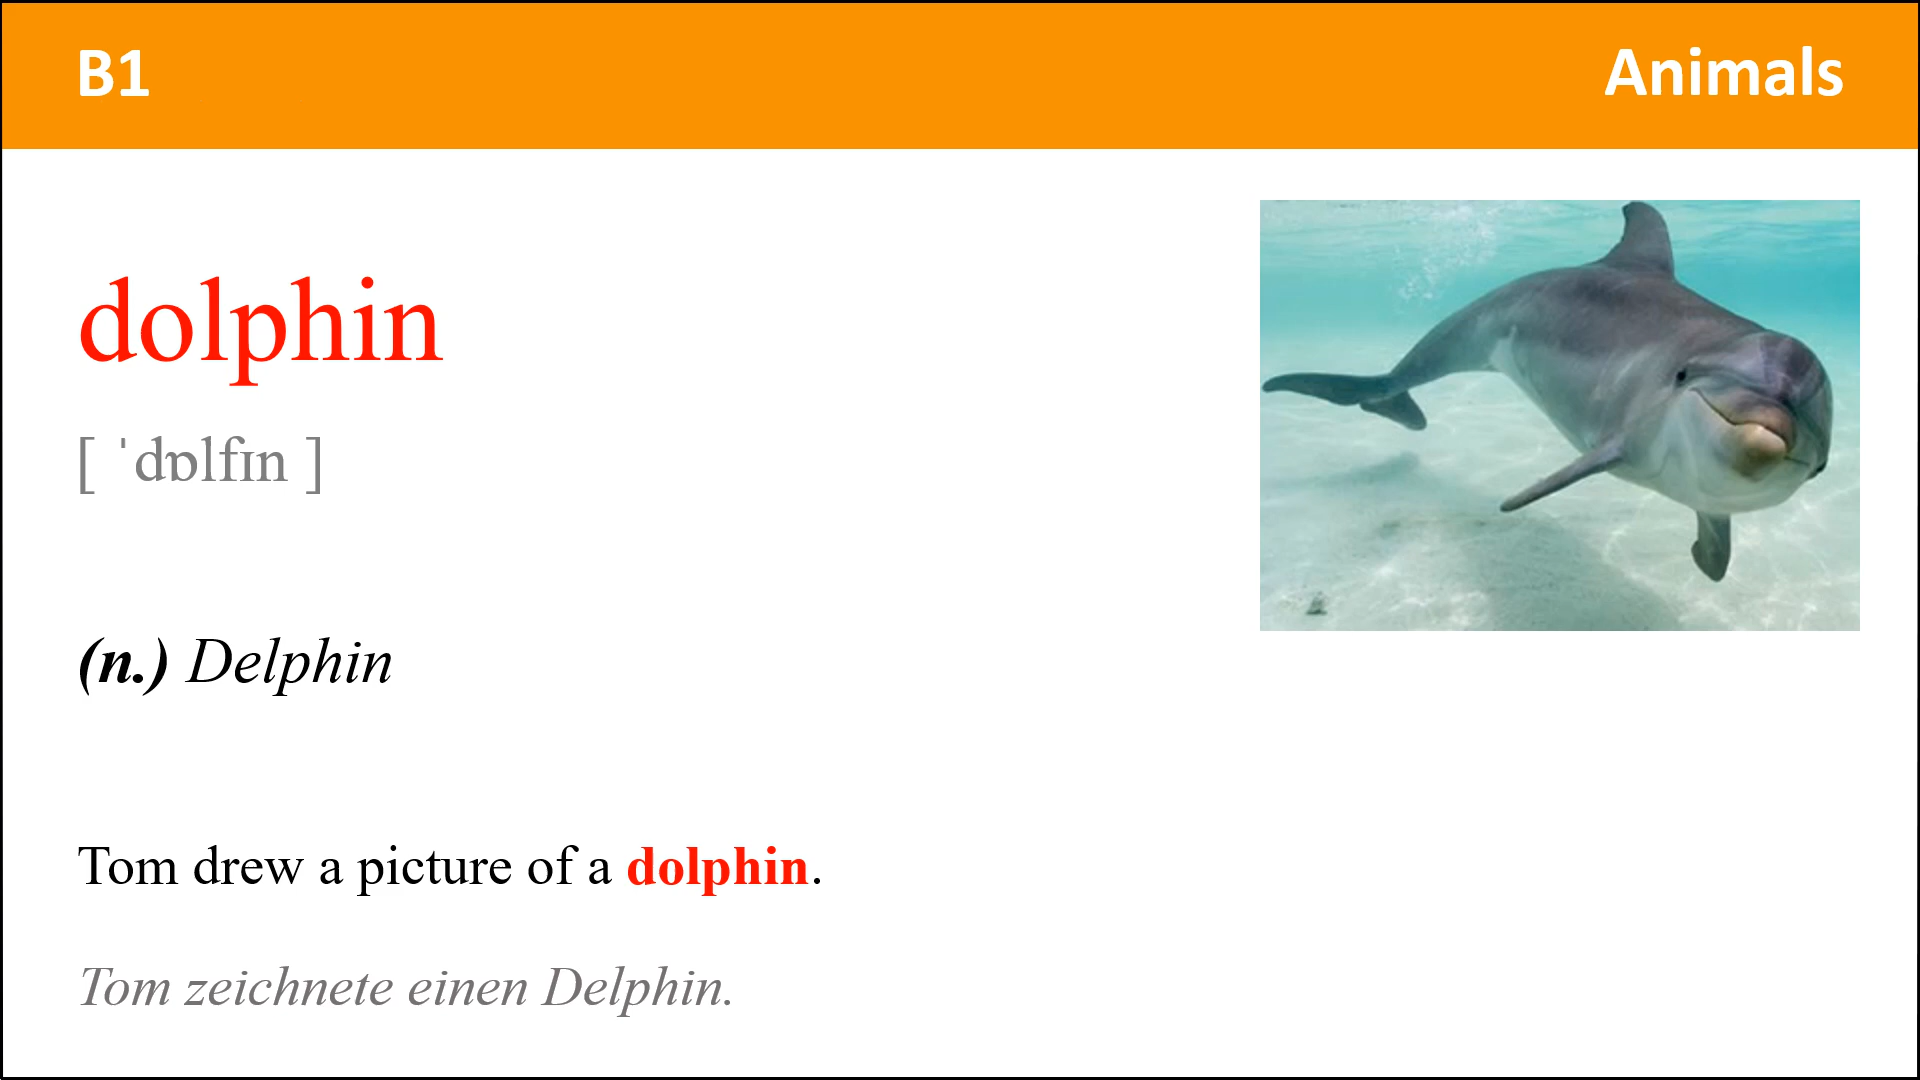 B1
Animals
dolphin
[ ˈdɒlfɪn ]
(n.) Delphin
Tom drew a picture of a dolphin.
Tom zeichnete einen Delphin.